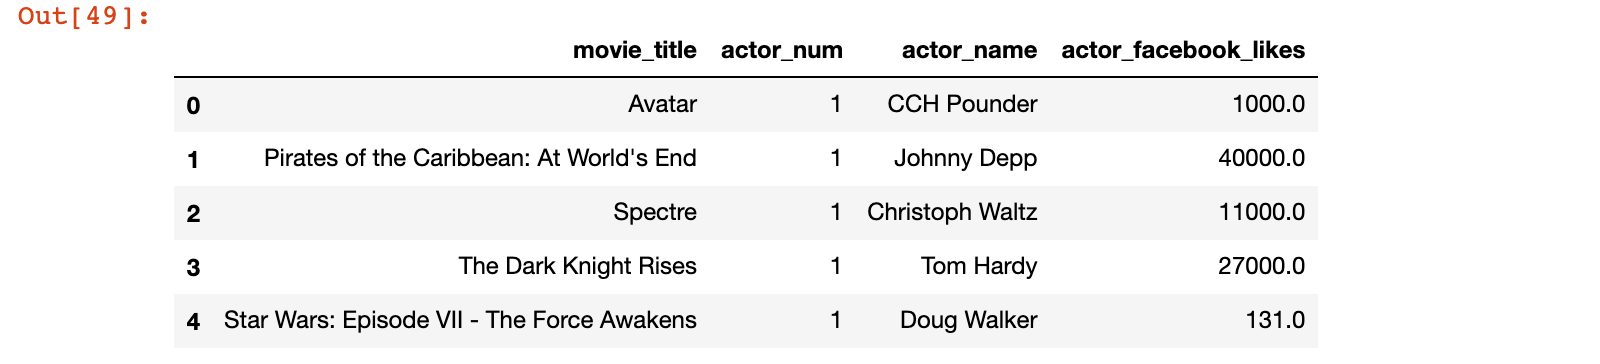 Out[49]:
movie_title actor_num actor_name actor_facebook_likes
0 Avatar 1 CCH Pounder 1000.0
1 Pirates of the Caribbean: At World's End 1 Johnny Depp 40000.0
2 Spectre 1 Christoph Waltz 11000.0
3 The Dark Knight Rises 1 Tom Hardy 27000.0
4 Star Wars: Episode VII - The Force Awakens 1 Doug Walker 131.0